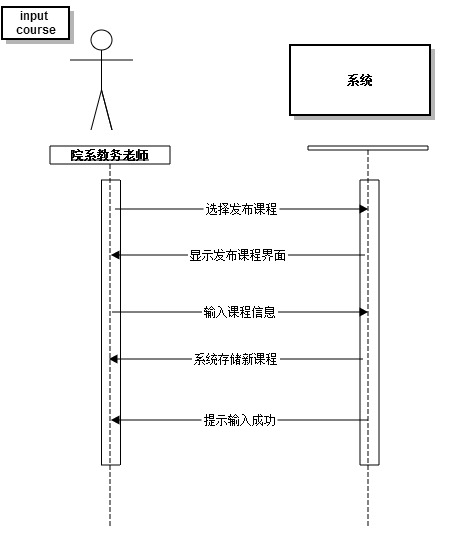 input
course
系统
院系教务老师
选择发布课程
显示发布课程界面
输入课程信息
系统存储新课程
提示输入成功